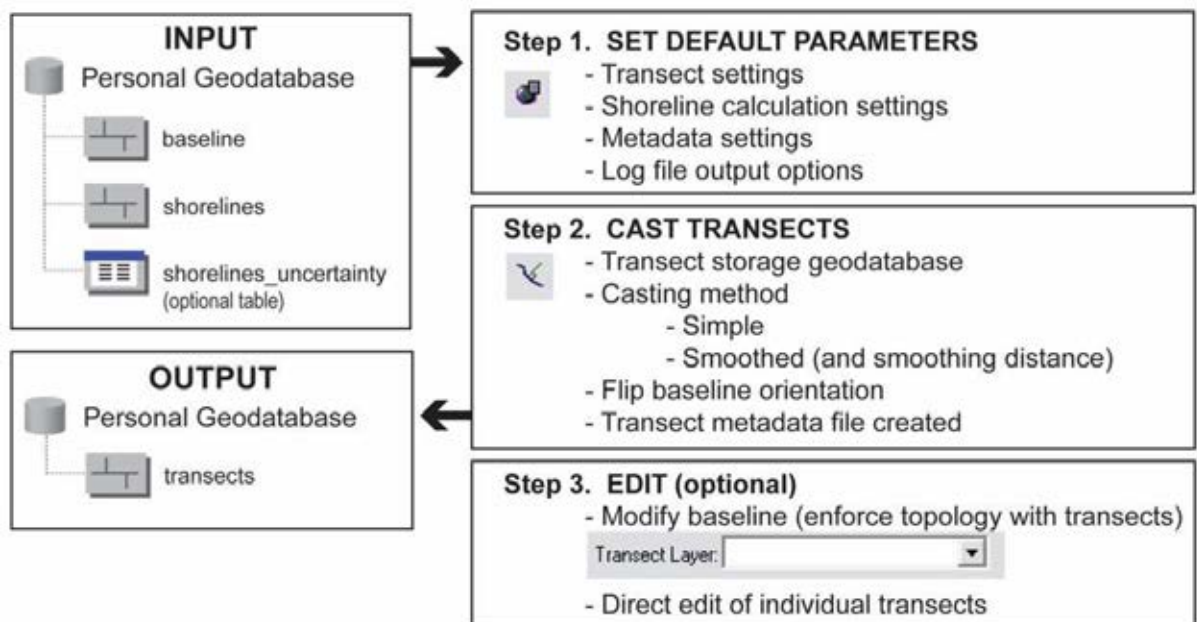 INPUT
Personal Geodatabase
baseline
shorelines
shorelines_uncertainty
(optional table)
OUTPUT
Personal Geodatabase
transects
Step 1. SET DEFAULT PARAMETERS
- Transect settings
- Shoreline calculation settings
- Metadata settings
- Log file output options
Step 2. CAST TRANSECTS
- Transect storage geodatabase
- Casting method
- Simple
- Smoothed (and smoothing distance)
- Flip baseline orientation
- Transect metadata file created
Step 3. EDIT (optional)
- Modify baseline (enforce topology with transects)
Transect Layer:
- Direct edit of individual transects